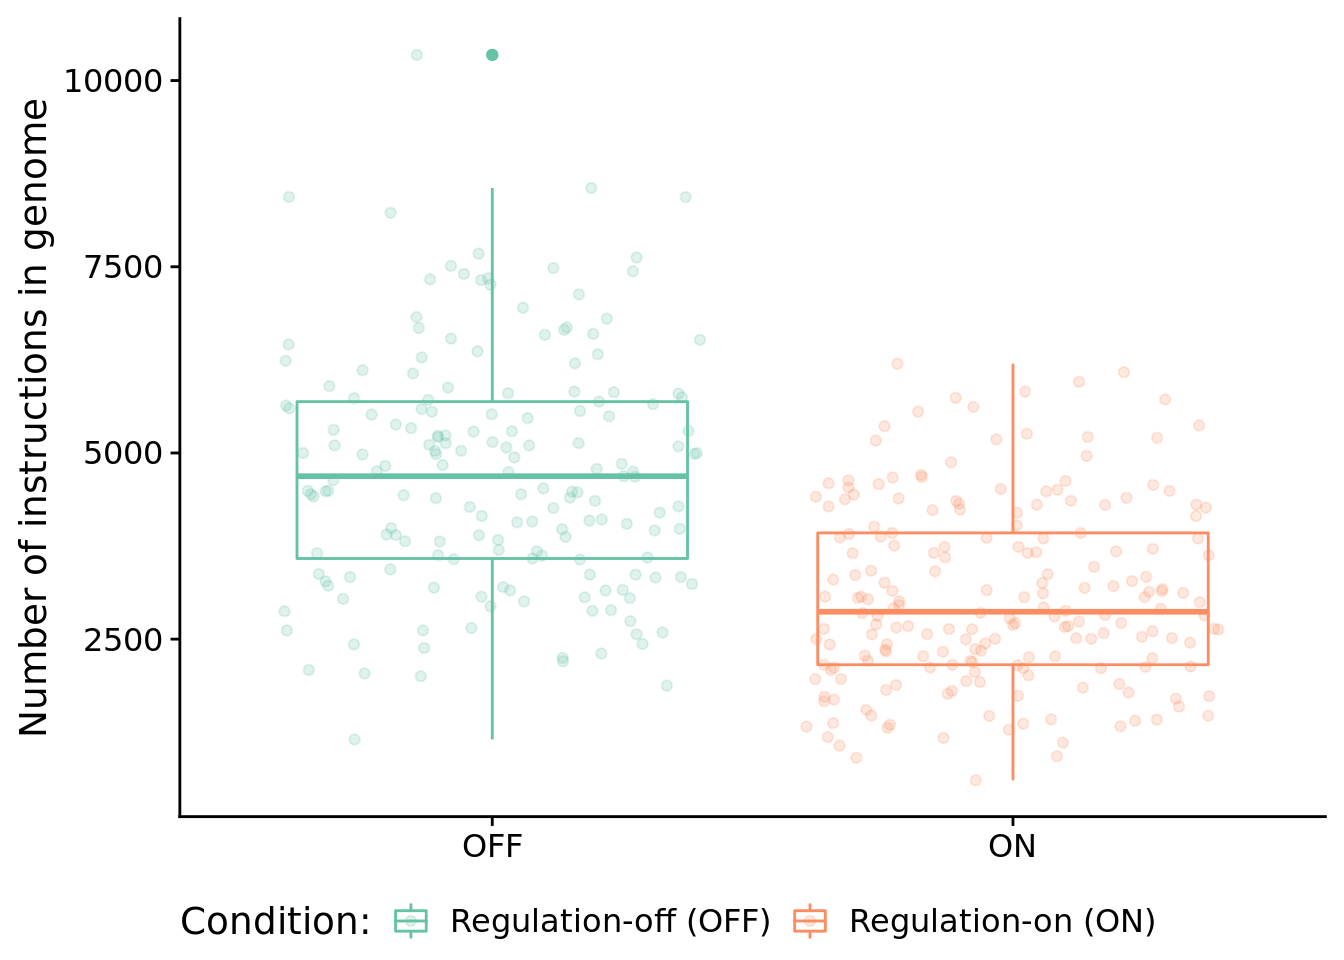 Number of instructions in genome
10000
7500
5000
2500
OFF ON
Condition: Regulation-off (OFF) Regulation-on (ON)